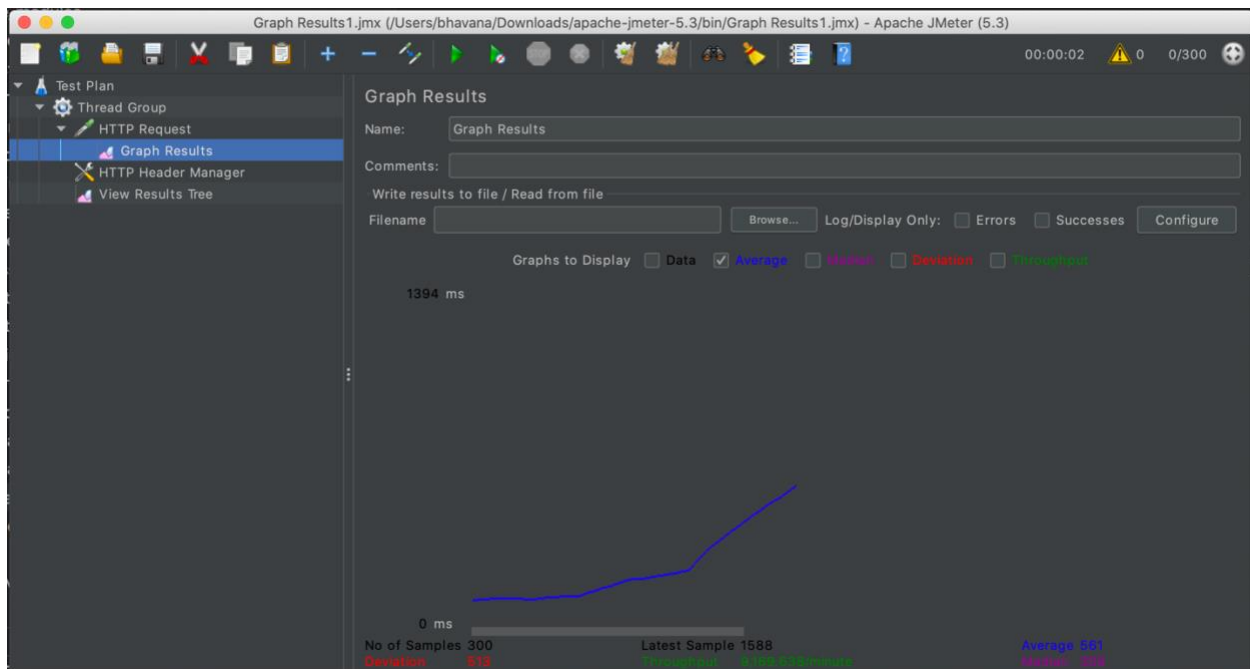 Graph Results1.jmx (/Users/bhavana/Downloads/apache-jmeter-5.3/bin/Graph Results1.jmx) - Apache JMeter (5.3)
00:00:02 0 0/300
Test Plan
Thread Group
HTTP Request
Graph Results
HTTP Header Manager
View Results Tree
Graph Results
Name: Graph Results
Comments:
Write results to file / Read from file
Filename Browse... Log/Display Only: Errors Successes Configure
Graphs to Display Data Average Median Deviation Throughput
1394 ms
0 ms
No of Samples 300 Latest Sample 1588 Average 561
Deviation 513 Throughput Median